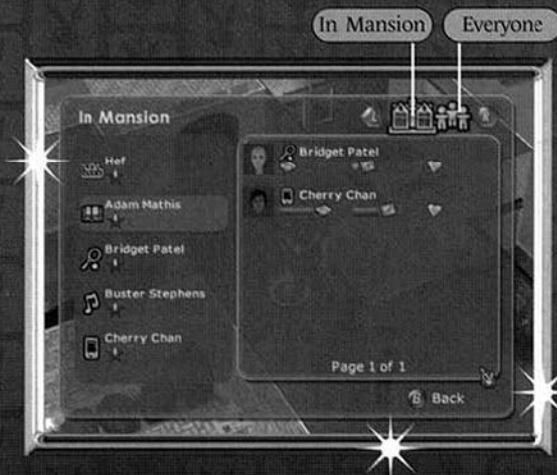 In Mansion Everyone
In Mansion
Hef
Adam Mathis
Bridget Patel
Buster Stephens
Cherry Chan
Bridget Patel
Cherry Chan
Page 1 of 1
B Back